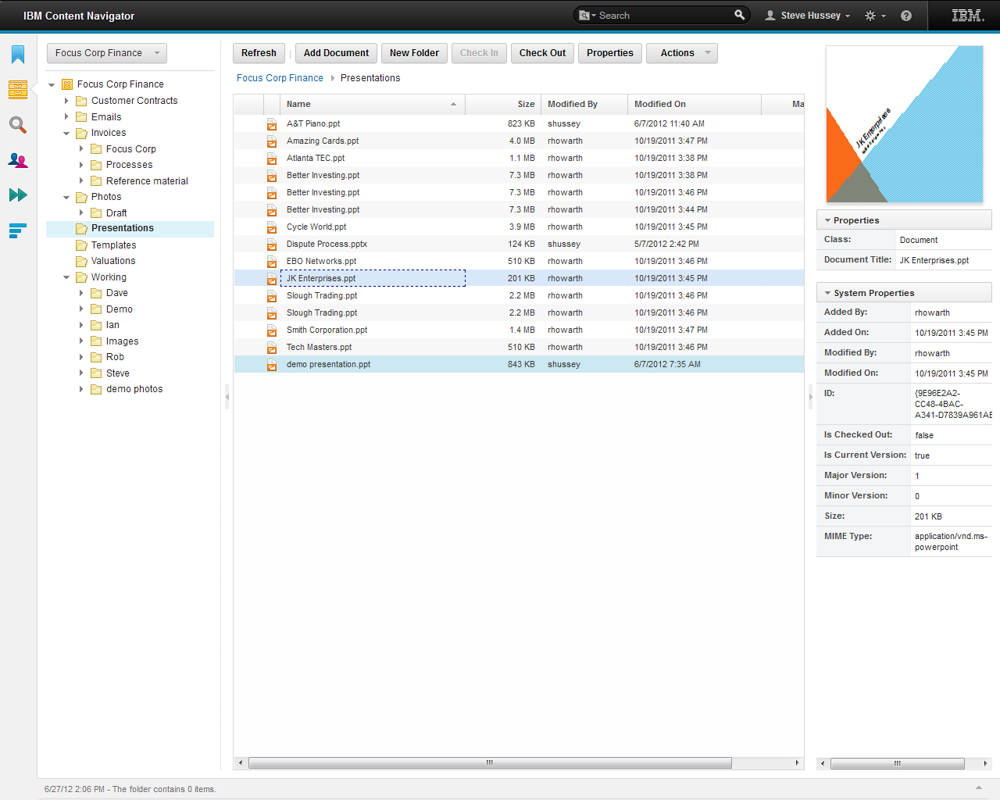 IBM Content Navigator
Search
Steve Hussey
IBM
Focus Corp Finance
Refresh
Add Document
New Folder
Check In
Check Out
Properties
Actions
Focus Corp Finance
Customer Contracts
Emails
Invoices
Focus Corp
Processes
Reference material
Photos
Draft
Presentations
Templates
Valuations
Working
Dave
Demo
Ian
Images
Rob
Steve
demo photos
Focus Corp Finance Presentations
Name Size Modified By Modified On Ma
A&T Piano.ppt 823 KB shussey 6/7/2012 11:40 AM
Amazing Cards.ppt 4.0 MB rhowarth 10/19/2011 3:47 PM
Atlanta TEC.ppt 1.1 MB rhowarth 10/19/2011 3:38 PM
Better Investing.ppt 7.3 MB rhowarth 10/19/2011 3:38 PM
Better Investing.ppt 7.3 MB rhowarth 10/19/2011 3:46 PM
Better Investing.ppt 7.3 MB rhowarth 10/19/2011 3:44 PM
Cycle World.ppt 3.9 MB rhowarth 10/19/2011 3:45 PM
Dispute Process.pptx 124 KB shussey 5/7/2012 2:42 PM
EBO Networks.ppt 510 KB rhowarth 10/19/2011 3:46 PM
JK Enterprises.ppt 201 KB rhowarth 10/19/2011 3:45 PM
Slough Trading.ppt 2.2 MB rhowarth 10/19/2011 3:46 PM
Slough Trading.ppt 2.2 MB rhowarth 10/19/2011 3:46 PM
Smith Corporation.ppt 1.4 MB rhowarth 10/19/2011 3:47 PM
Tech Masters.ppt 510 KB rhowarth 10/19/2011 3:46 PM
demo presentation.ppt 843 KB shussey 6/7/2012 7:35 AM
JK Enterprises
Properties
Class: Document
Document Title: JK Enterprises.ppt
System Properties
Added By: rhowarth
Added On: 10/19/2011 3:45 PM
Modified By: rhowarth
Modified On: 10/19/2011 3:45 PM
ID: {9E96E2A2-
CC48-4BAC-
A341-D7839A961AE
Is Checked Out: false
Is Current Version: true
Major Version: 1
Minor Version: 0
Size: 201 KB
MIME Type: application/vnd.ms-
powerpoint
6/27/12 2:06 PM - The folder contains 0 items.